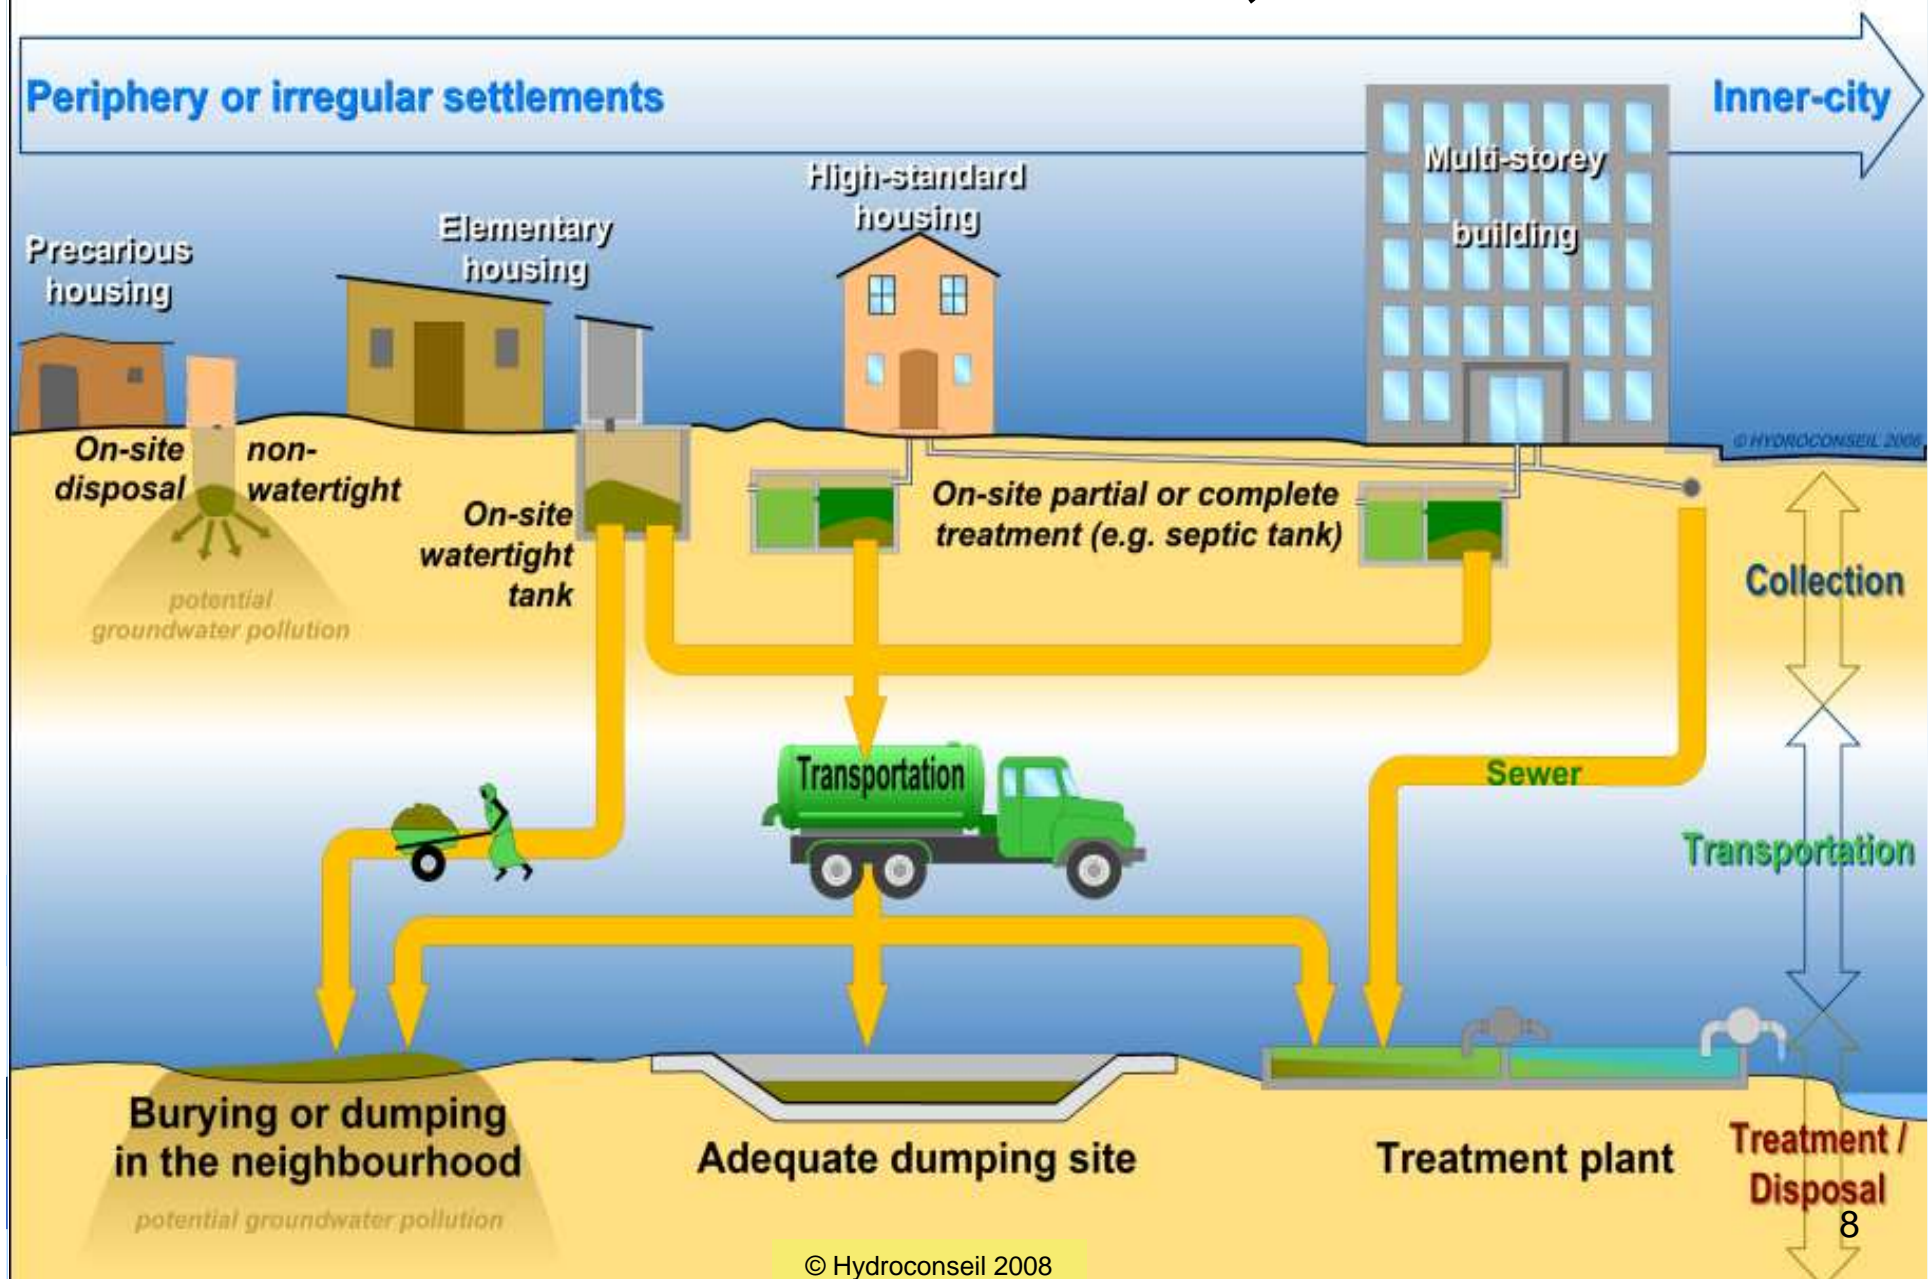 Periphery or irregular settlements
Inner-city
Precarious
housing
Elementary
housing
High-standard
housing
Multi-storey
building
© HYDROCONSEIL 2006
On-site
disposal
non-
watertight
potential
groundwater pollution
On-site
watertight
tank
On-site partial or complete
treatment (e.g. septic tank)
Collection
Transportation
Sewer
Transportation
Burying or dumping
in the neighbourhood
potential groundwater pollution
Adequate dumping site
Treatment plant
Treatment /
Disposal
8
© Hydroconseil 2008